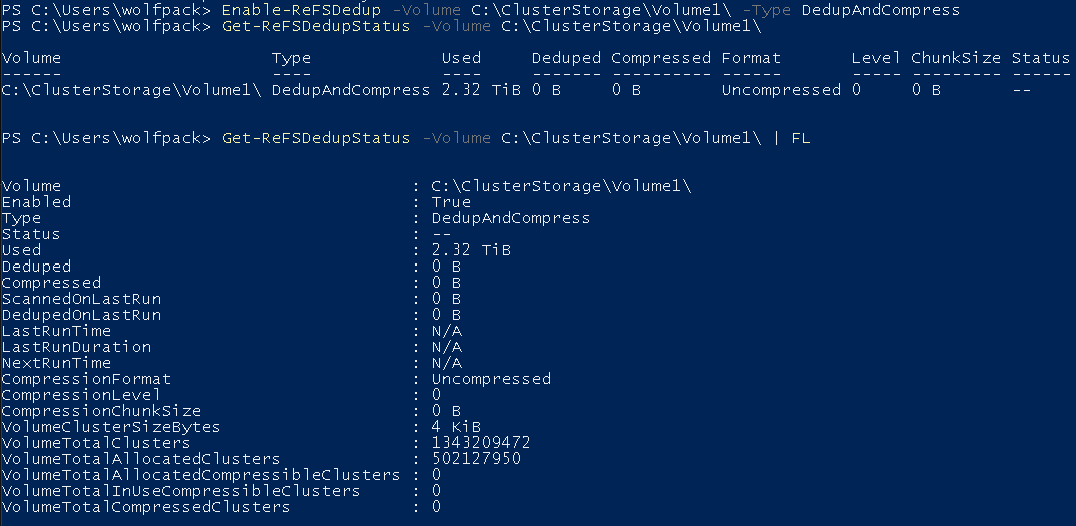 PS C:\Users\wolfpack> Enable-ReFSDedup -Volume C:\ClusterStorage\Volume1\ -Type DedupAndCompress
PS C:\Users\wolfpack> Get-ReFSDedupStatus -Volume C:\ClusterStorage\Volume1\
Volume Type Used Deduped Compressed Format Level ChunkSize Status
------ ---- ---- ------- ---------- ------ ----- --------- ------
C:\ClusterStorage\Volume1\ DedupAndCompress 2.32 TiB 0 B 0 B Uncompressed 0 0 B --
PS C:\Users\wolfpack> Get-ReFSDedupStatus -Volume C:\ClusterStorage\Volume1\ | FL
Volume : C:\ClusterStorage\Volume1\
Enabled : True
Type : DedupAndCompress
Status : --
Used : 2.32 TiB
Deduped : 0 B
Compressed : 0 B
ScannedOnLastRun : 0 B
DedupedOnLastRun : 0 B
LastRunTime : N/A
LastRunDuration : N/A
NextRunTime : N/A
CompressionFormat : Uncompressed
CompressionLevel : 0
CompressionChunkSize : 0 B
VolumeClusterSizeBytes : 4 KiB
VolumeTotalClusters : 1343209472
VolumeTotalAllocatedClusters : 502127950
VolumeTotalAllocatedCompressibleClusters : 0
VolumeTotalInUseCompressibleClusters : 0
VolumeTotalCompressedClusters : 0